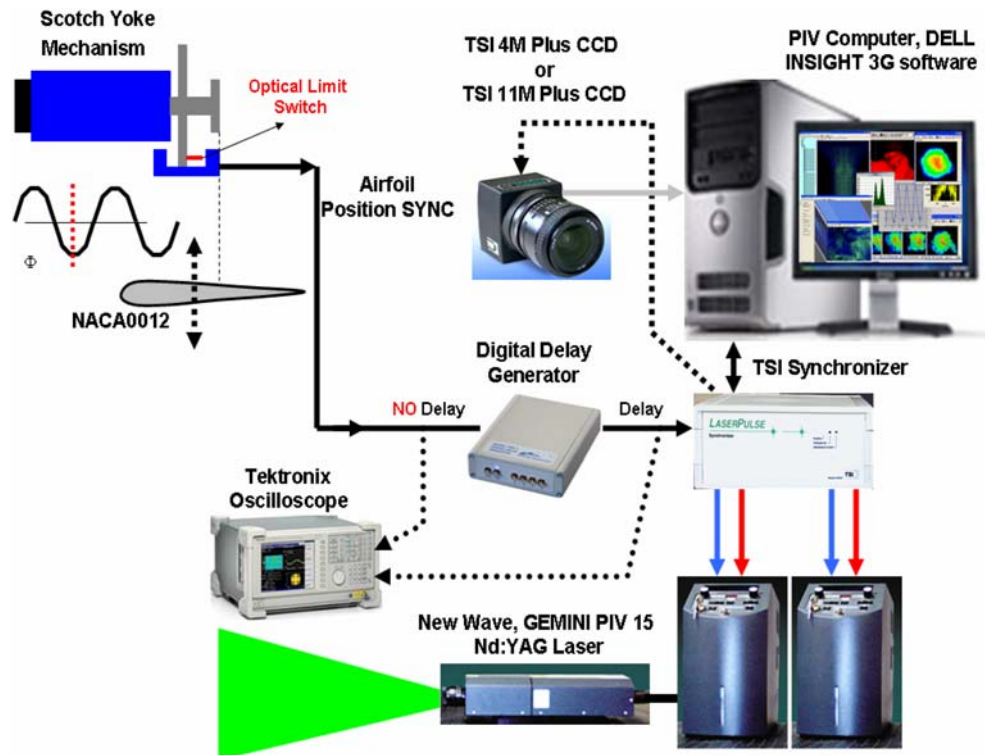 Scotch Yoke
Mechanism
Optical Limit
Switch
TSI 4M Plus CCD
or
TSI 11M Plus CCD
PIV Computer, DELL
INSIGHT 3G software
Airfoil
Position SYNC
Φ
NACA0012
Digital Delay
Generator
TSI Synchronizer
NO Delay
Delay
LASERPULSE
Synchronizer
TSI
Tektronix
Oscilloscope
New Wave, GEMINI PIV 15
Nd:YAG Laser